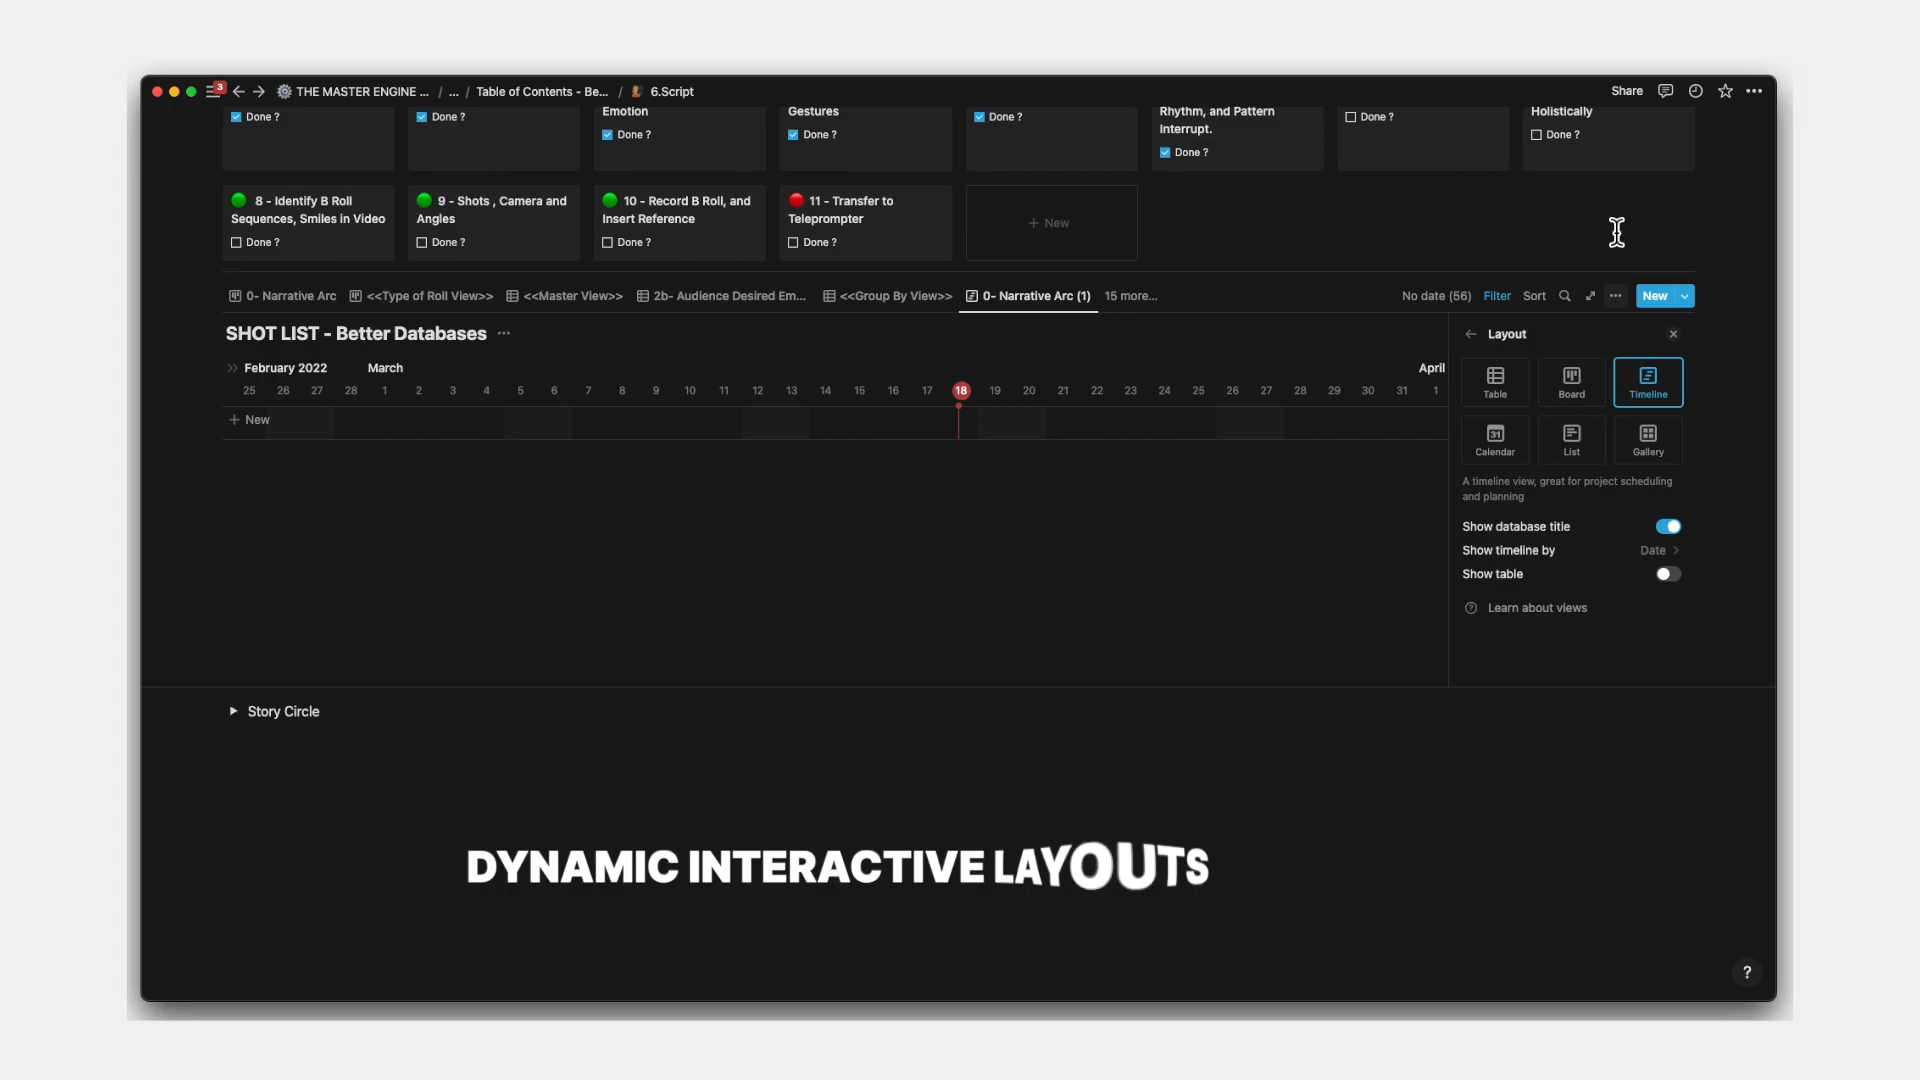 3
THE MASTER ENGINE ... / ... / Table of Contents - Be... / 6.Script
Share
Done ?
Done ?
Emotion
Done ?
Gestures
Done ?
Done ?
Rhythm, and Pattern
Interrupt.
Done ?
Done ?
Holistically
Done ?
8 - Identify B Roll
Sequences, Smiles in Video
Done ?
9 - Shots , Camera and
Angles
Done ?
10 - Record B Roll, and
Insert Reference
Done ?
11 - Transfer to
Teleprompter
Done ?
+ New
0- Narrative Arc <<Type of Roll View>> <<Master View>> 2b- Audience Desired Em... <<Group By View>> 0- Narrative Arc (1) 15 more...
No date (56) Filter Sort New
SHOT LIST - Better Databases
February 2022 March April
25 26 27 28 1 2 3 4 5 6 7 8 9 10 11 12 13 14 15 16 17 18 19 20 21 22 23 24 25 26 27 28 29 30 31 1
+ New
Layout
Table Board Timeline
31
Calendar List Gallery
A timeline view, great for project scheduling
and planning
Show database title
Show timeline by Date
Show table
? Learn about views
Story Circle
DYNAMIC INTERACTIVE LAYOUTS
?